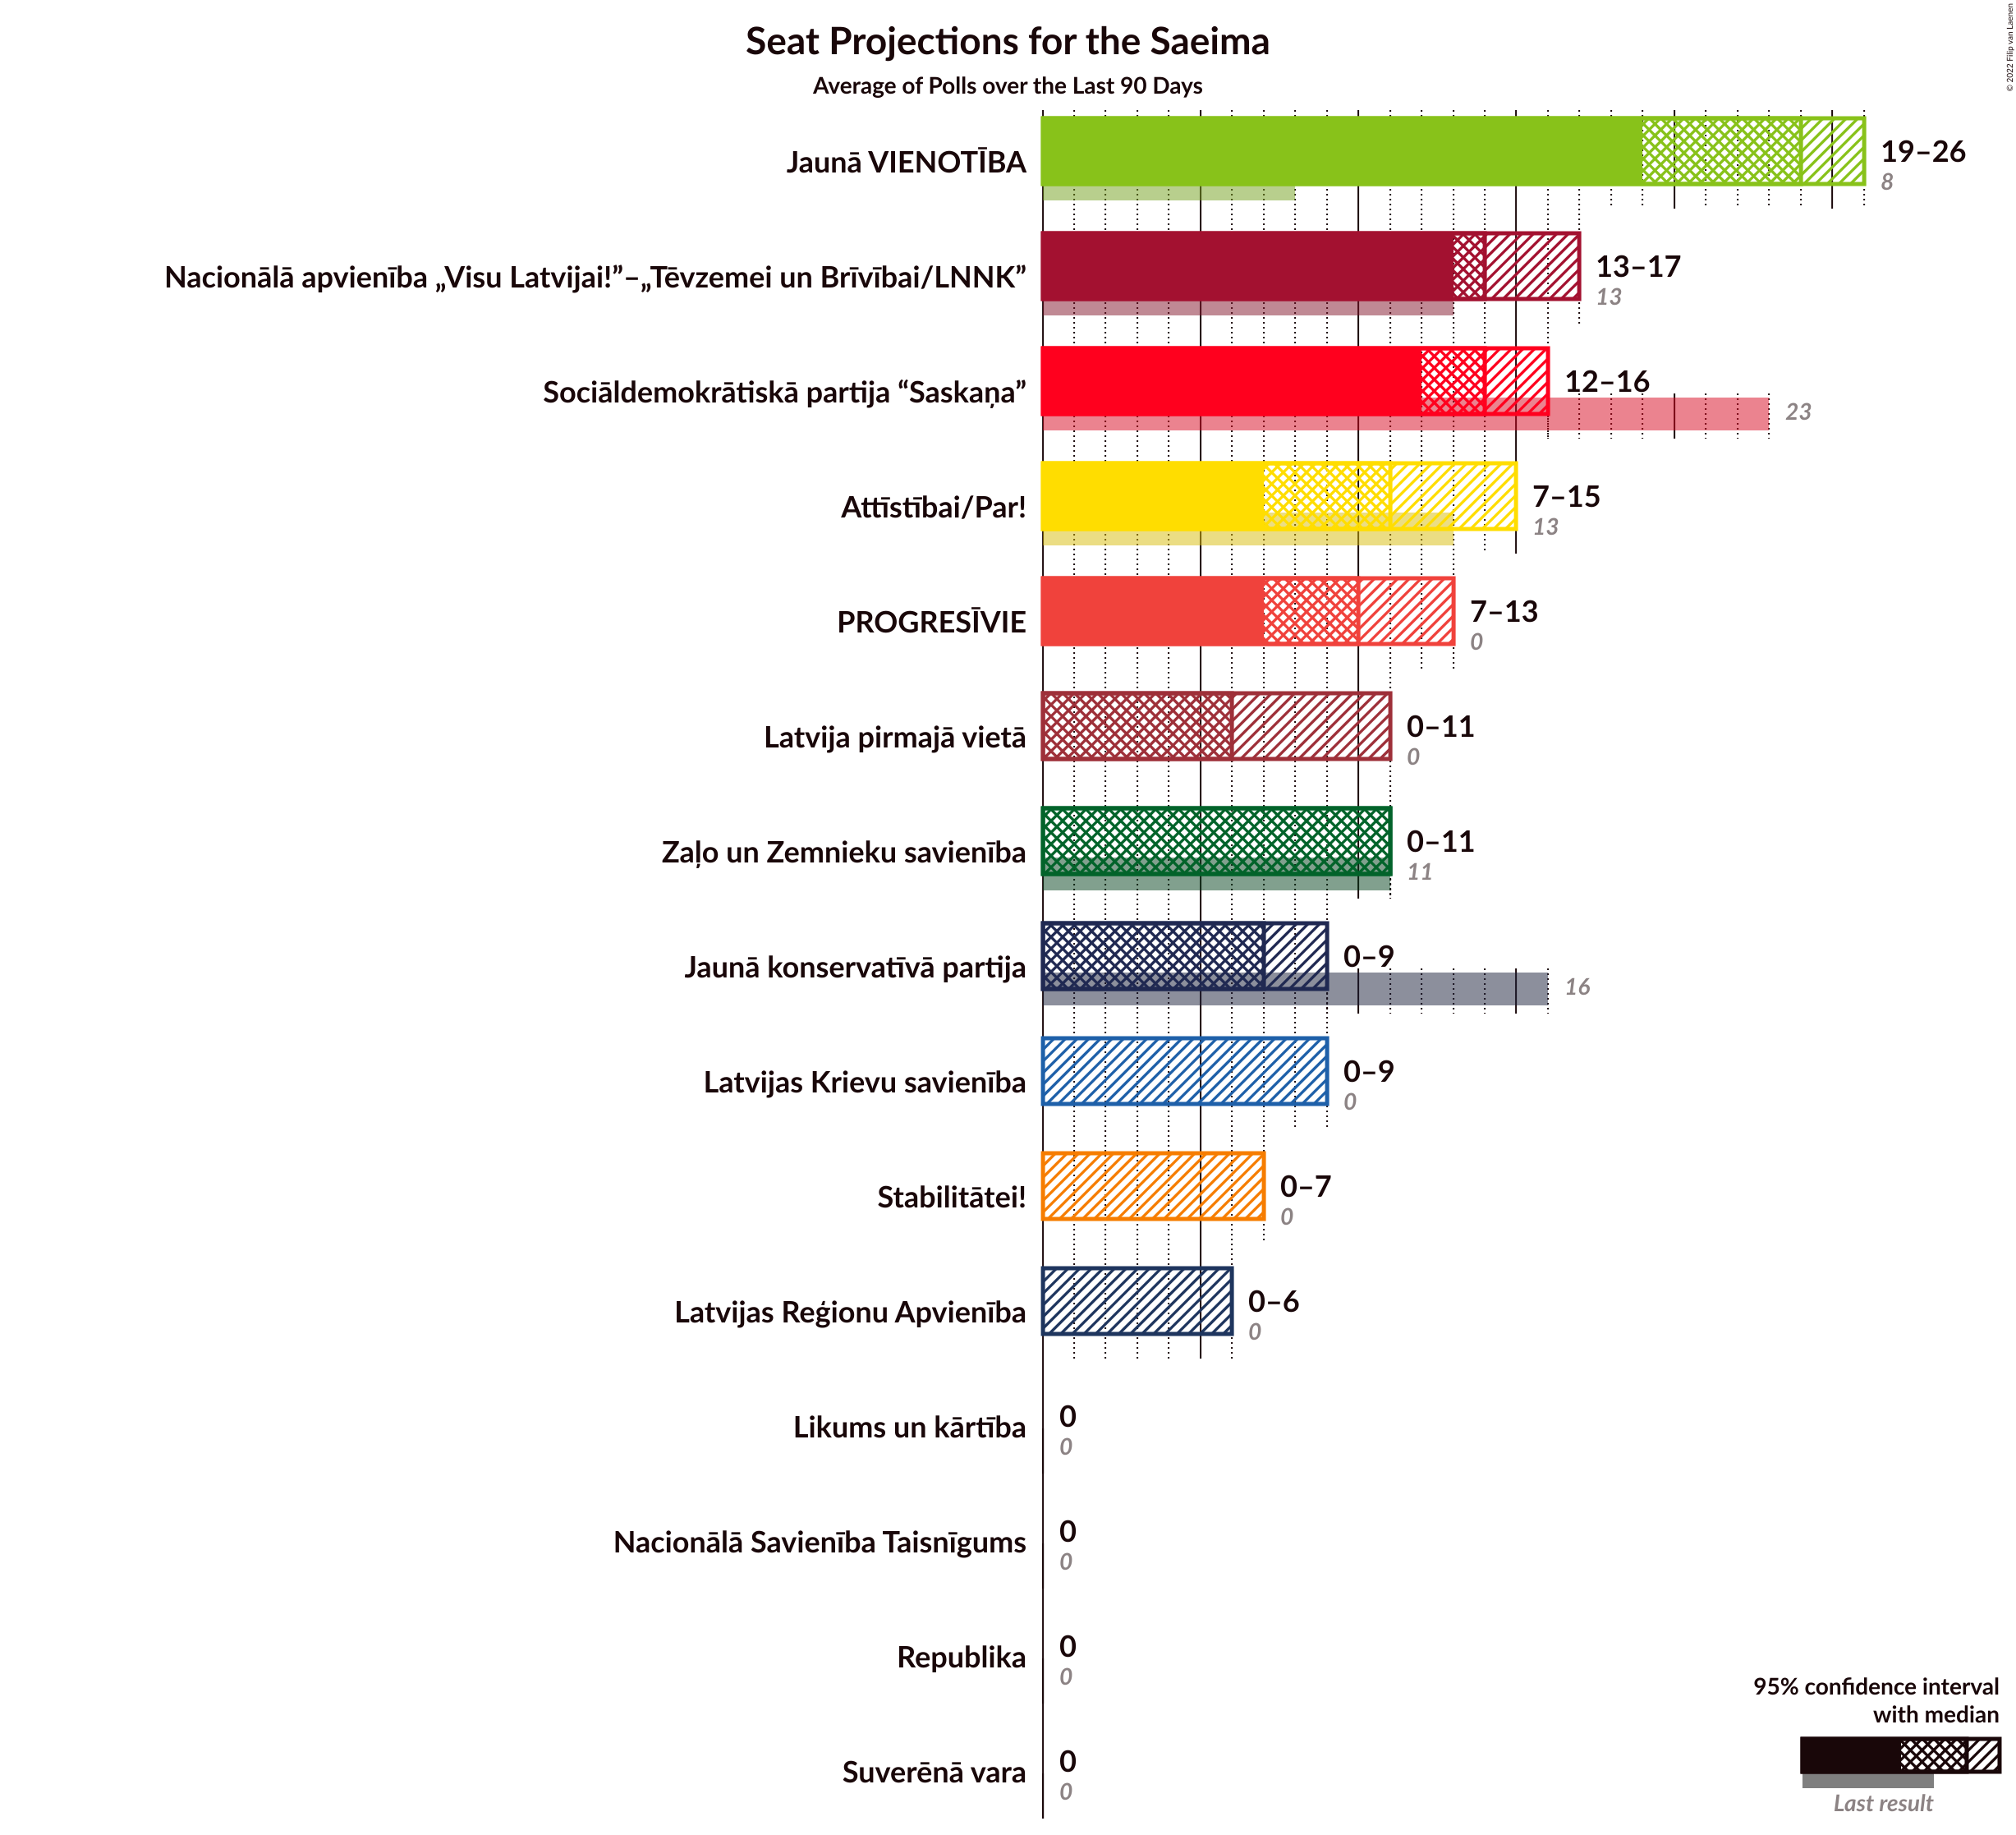 Seat Projections for the Saeima
Average of Polls over the Last 90 Days
© 2022 Filip van Laenen
Jaunā VIENOTĪBA
19–26
8
Nacionālā apvienība „Visu Latvijai!”–„Tēvzemei un Brīvībai/LNNK”
13–17
13
Sociāldemokrātiskā partija “Saskaņa”
12–16
23
Attīstībai/Par!
7–15
13
PROGRESĪVIE
7–13
0
Latvija pirmajā vietā
0–11
0
Zaļo un Zemnieku savienība
0–11
11
Jaunā konservatīvā partija
0–9
16
Latvijas Krievu savienība
0–9
0
Stabilitātei!
0–7
0
Latvijas Reģionu Apvienība
0–6
0
Likums un kārtība
0
0
Nacionālā Savienība Taisnīgums
0
0
Republika
0
0
Suverēnā vara
0
0
95% confidence interval
with median
Last result